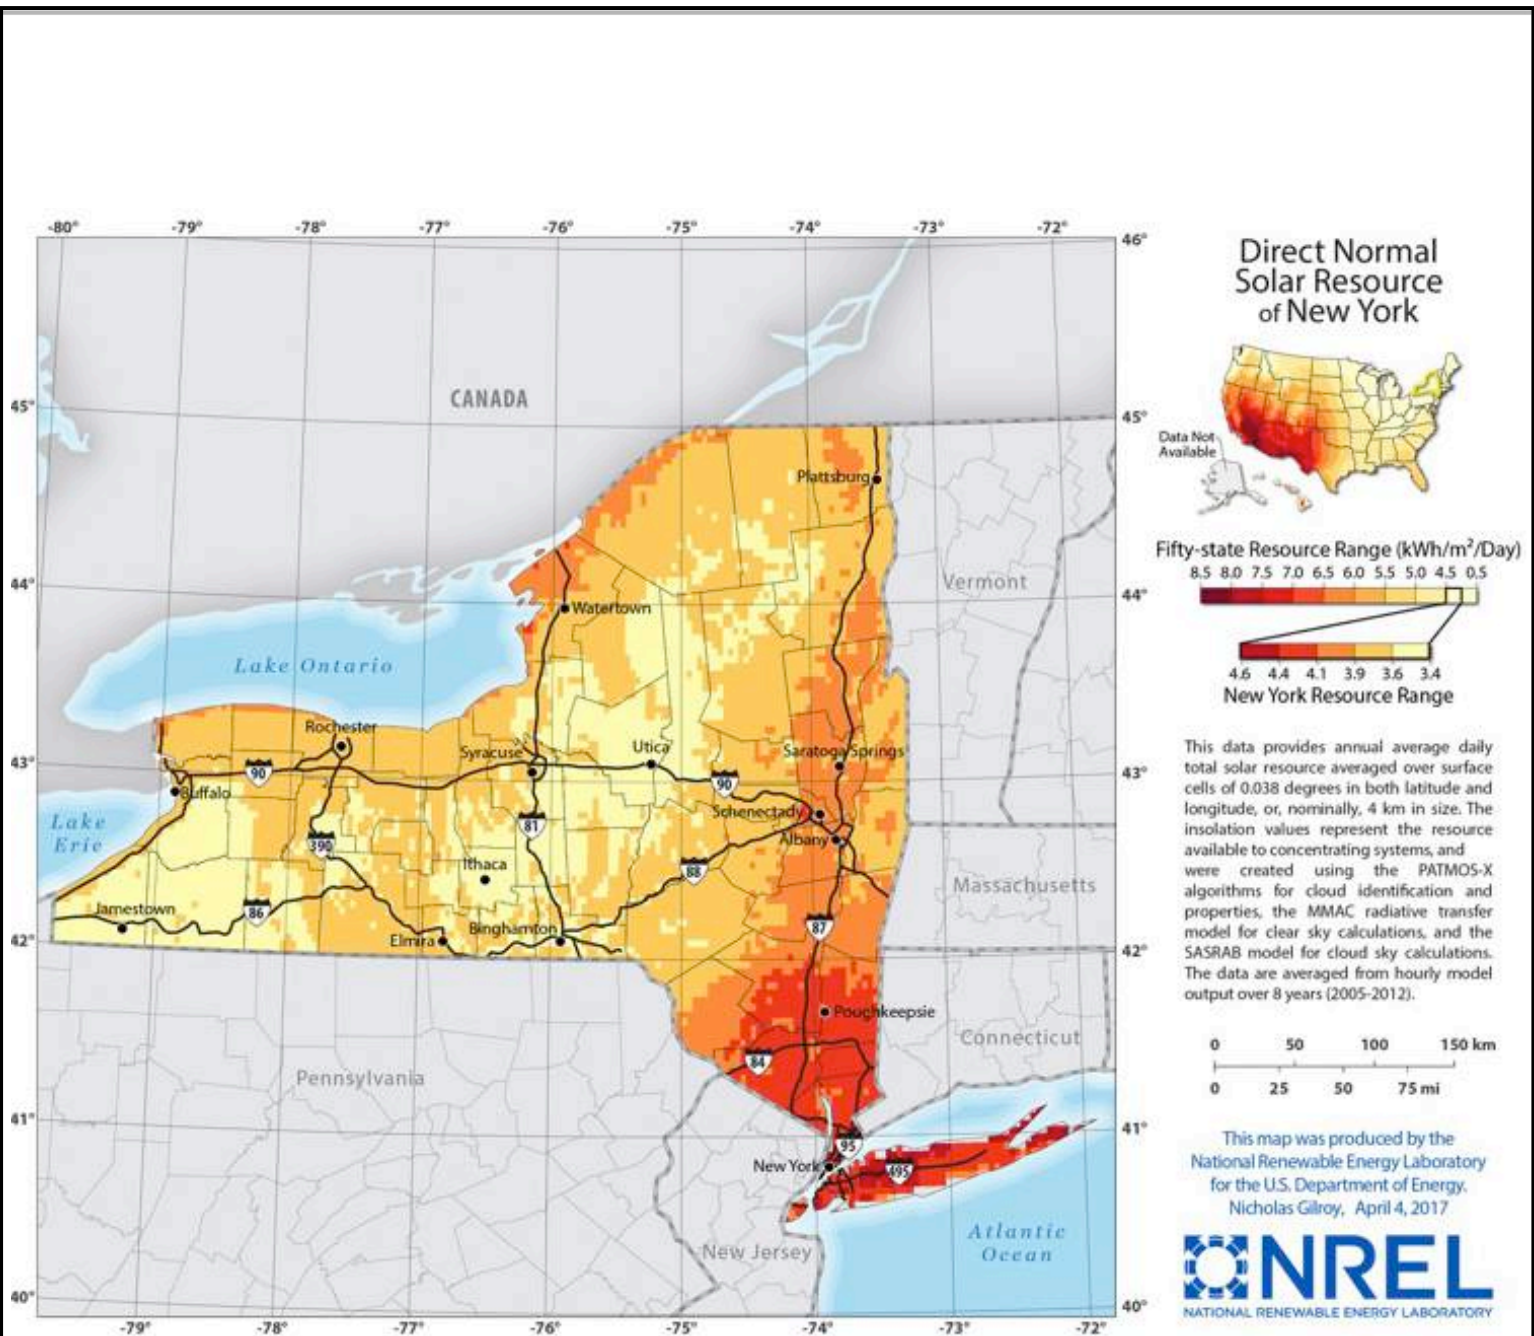 -80° -79° -78° -77° -76° -75° -74° -73° -72°
46°
45°
45°
44°
44°
43°
43°
42°
42°
41°
41°
40°
40°
-79° -78° -77° -76° -75° -74° -73° -72°
CANADA
Plattsburg
Vermont
Watertown
Lake Ontario
Rochester
Syracuse
Utica
Saratoga Springs
90
90
Buffalo
Schenectady
Lake
Erie
81
390
Albany
Ithaca
88
Massachusetts
Jamestown
86
Binghamton
87
Elmira
Poughkeepsie
Connecticut
84
Pennsylvania
95
New York
495
New Jersey
Atlantic
Ocean
Direct Normal
Solar Resource
of New York
Data Not
Available
Fifty-state Resource Range (kWh/m²/Day)
8.5 8.0 7.5 7.0 6.5 6.0 5.5 5.0 4.5 0.5
4.6 4.4 4.1 3.9 3.6 3.4
New York Resource Range
This data provides annual average daily
total solar resource averaged over surface
cells of 0.038 degrees in both latitude and
longitude, or, nominally, 4 km in size. The
insolation values represent the resource
available to concentrating systems, and
were created using the PATMOS-X
algorithms for cloud identification and
properties, the MMAC radiative transfer
model for clear sky calculations, and the
SASRAB model for cloud sky calculations.
The data are averaged from hourly model
output over 8 years (2005-2012).
0 50 100 150 km
0 25 50 75 mi
This map was produced by the
National Renewable Energy Laboratory
for the U.S. Department of Energy.
Nicholas Gilroy, April 4, 2017
NREL
NATIONAL RENEWABLE ENERGY LABORATORY